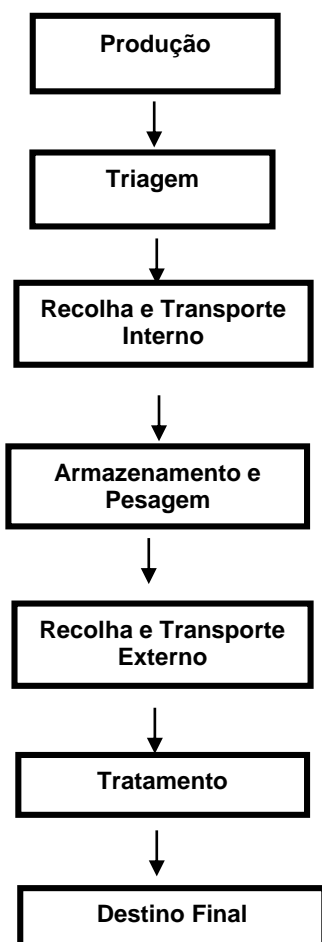 Produção
Triagem
Recolha e Transporte
Interno
Armazenamento e
Pesagem
Recolha e Transporte
Externo
Tratamento
Destino Final